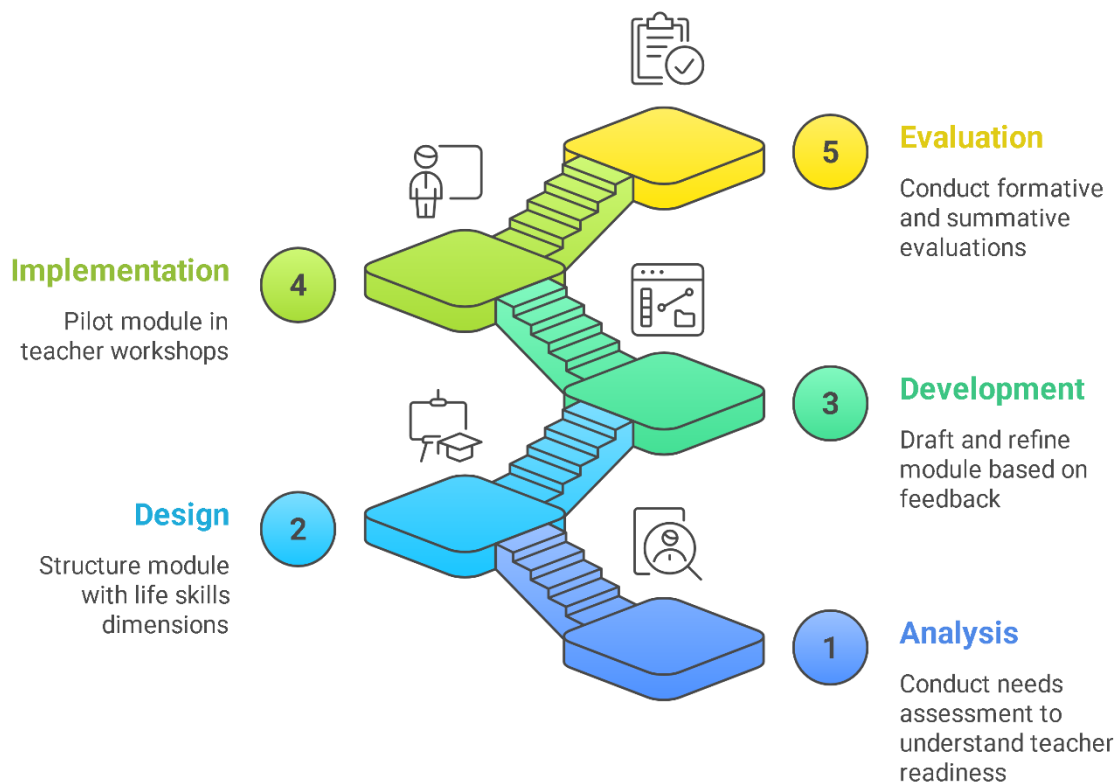 5
Evaluation
Conduct formative
and summative
evaluations
Implementation
4
Pilot module in
teacher workshops
3
Development
Draft and refine
module based on
feedback
Design
2
Structure module
with life skills
dimensions
1
Analysis
Conduct needs
assessment to
understand teacher
readiness